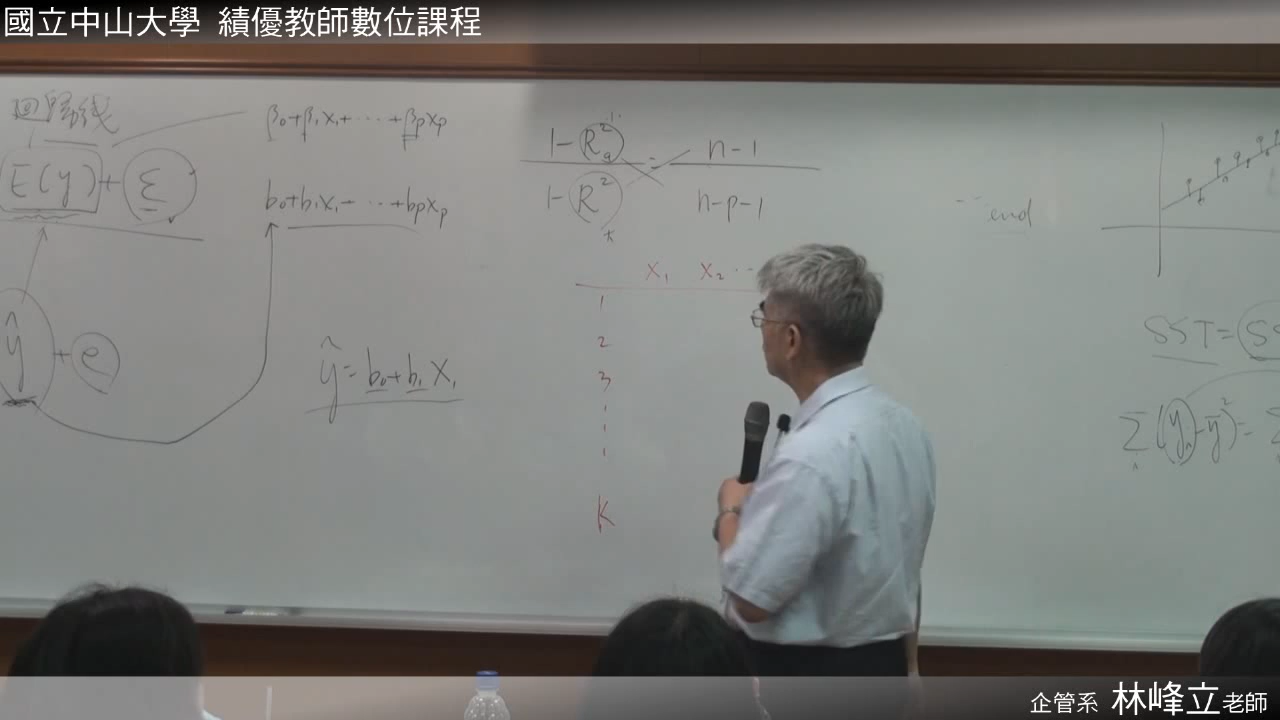 國立中山大學 績優教師數位課程
迴歸線
E(y) + ε
β₀+β₁x₁+ ⋯ +βpxp
b₀+b₁x₁+ ⋯ +bpxp
ŷ + e
ŷ = b₀+b₁x₁
1-R²ₐ = n-1
1-R² n-p-1
end
x₁ x₂ ⋯
1
2
3
K
SST= SS
Σ(y-ȳ)²=
企管系 林峰立老師